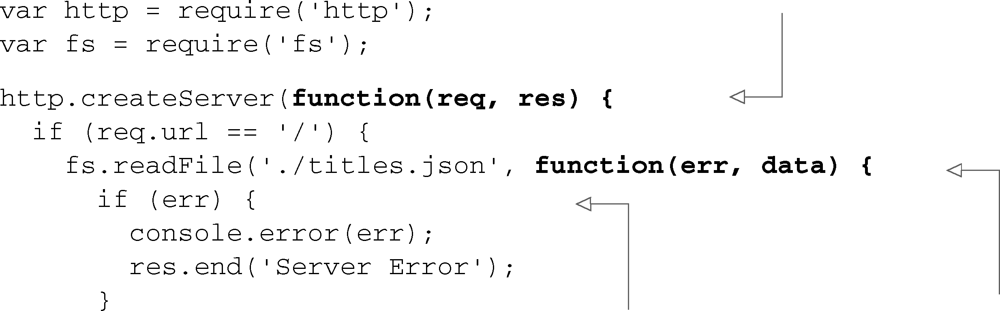 var http = require('http');
var fs = require('fs');
http.createServer(function(req, res) {
  if (req.url == '/') {
    fs.readFile('./titles.json', function(err, data) {
      if (err) {
        console.error(err);
        res.end('Server Error');
      }